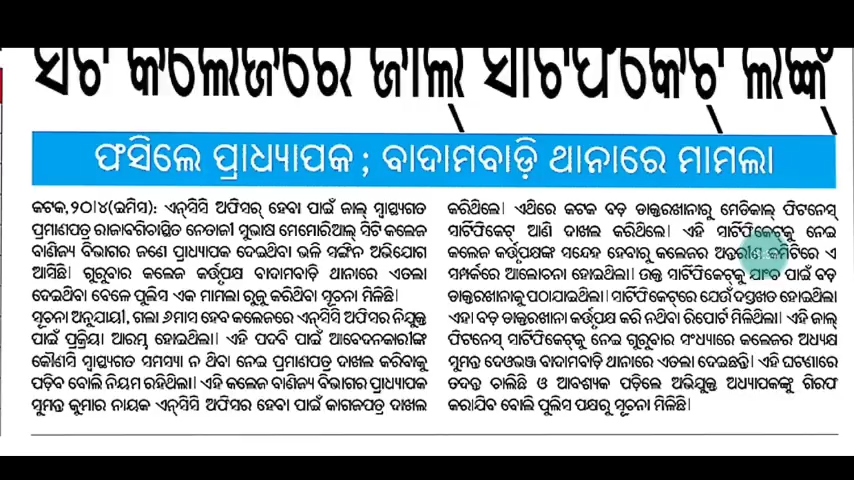 ସିଟି କଲେଜରେ ଜାଲ୍ ସାର୍ଟିଫିକେଟ୍ ଲିଙ୍କ୍
ଫସିଲେ ପ୍ରାଧ୍ୟାପକ; ବାଦାମବାଡ଼ି ଥାନାରେ ମାମଲା
କଟକ,୨୦ା୪(ଇମିସ): ଏନ୍‌ସିସି ଅଫିସର୍ ହେବା ପାଇଁ ଜାଲ୍ ସ୍ୱାସ୍ଥ୍ୟଗତ
ପ୍ରମାଣପତ୍ର ରାଜାବଗିଚାସ୍ଥିତ ନେତାଜୀ ସୁଭାଷ ମେମୋରିଆଲ୍ ସିଟି କଲେଜ
ବାଣିଜ୍ୟ ବିଭାଗର ଜଣେ ପ୍ରାଧ୍ୟାପକ ଦେଇଥିବା ଭଳି ସଙ୍ଗିନ ଅଭିଯୋଗ
ଆସିଛି। ଗୁରୁବାର କଲେଜ କର୍ତ୍ତୃପକ୍ଷ ବାଦାମବାଡ଼ି ଥାନାରେ ଏତଲା
ଦେଇଥିବା ବେଳେ ପୁଲିସ ଏକ ମାମଲା ରୁଜୁ କରିଥିବା ସୂଚନା ମିଳିଛି।
ସୂଚନା ଅନୁଯାୟୀ, ଗଲା ୬ମାସ ହେବ କଲେଜରେ ଏନ୍‌ସିସି ଅଫିସର ନିଯୁକ୍ତ
ପାଇଁ ପ୍ରକ୍ରିୟା ଆରମ୍ଭ ହୋଇଥିଲା। ଏହି ପଦବି ପାଇଁ ଆବେଦନକାରୀଙ୍କ
କୌଣସି ସ୍ୱାସ୍ଥ୍ୟଗତ ସମସ୍ୟା ନ ଥିବା ନେଇ ପ୍ରମାଣପତ୍ର ଦାଖଲ କରିବାକୁ
ପଡ଼ିବ ବୋଲି ନିୟମ ରହିଥିଲା। ଏହି କଲେଜ ବାଣିଜ୍ୟ ବିଭାଗର ପ୍ରାଧ୍ୟାପକ
ସୁମନ୍ତ କୁମାର ନାୟକ ଏନ୍‌ସିସି ଅଫିସର ହେବା ପାଇଁ କାଗଜପତ୍ର ଦାଖଲ
କରିଥିଲେ। ଏଥିରେ କଟକ ବଡ଼ ଡାକ୍ତରଖାନାରୁ ମେଡିକାଲ୍ ଫିଟନେସ୍
ସାର୍ଟିଫିକେଟ୍ ଆଣି ଦାଖଲ କରିଥିଲେ। ଏହି ସାର୍ଟିଫିକେଟ୍‌କୁ ନେଇ
କଲେଜ କର୍ତ୍ତୃପକ୍ଷଙ୍କ ସନ୍ଦେହ ହେବାରୁ କଲେଜର ଅନ୍ତରୀଣ କମିଟିରେ ଏ
ସମ୍ପର୍କରେ ଆଲୋଚନା ହୋଇଥିଲା। ଉକ୍ତ ସାର୍ଟିଫିକେଟ୍‌କୁ ଯାଂଚ ପାଇଁ ବଡ଼
ଡାକ୍ତରଖାନାକୁ ପଠାଯାଇଥିଲା। ସାର୍ଟିଫିକେଟ୍‌ରେ ଯେଉଁ ଦସ୍ତଖତ ହୋଇଥିଲା
ଏହା ବଡ଼ ଡାକ୍ତରଖାନା କର୍ତ୍ତୃପକ୍ଷ କରି ନଥିବା ରିପୋର୍ଟ ମିଳିଥିଲା। ଏହି ଜାଲ୍
ଫିଟନେସ୍ ସାର୍ଟିଫିକେଟ୍‌କୁ ନେଇ ଗୁରୁବାର ସଂଧ୍ୟାରେ କଲେଜର ଅଧ୍ୟକ୍ଷ
ସୁମନ୍ତ ଦେଓଭଞ୍ଜ ବାଦାମବାଡ଼ି ଥାନାରେ ଏତଲା ଦେଇଛନ୍ତି। ଏହି ଘଟଣାରେ
ତଦନ୍ତ ଚାଲିଛି ଓ ଆବଶ୍ୟକ ପଡ଼ିଲେ ଅଭିଯୁକ୍ତ ଅଧ୍ୟାପକଙ୍କୁ ଗିରଫ
କରାଯିବ ବୋଲି ପୁଲିସ ପକ୍ଷରୁ ସୂଚନା ମିଳିଛି।